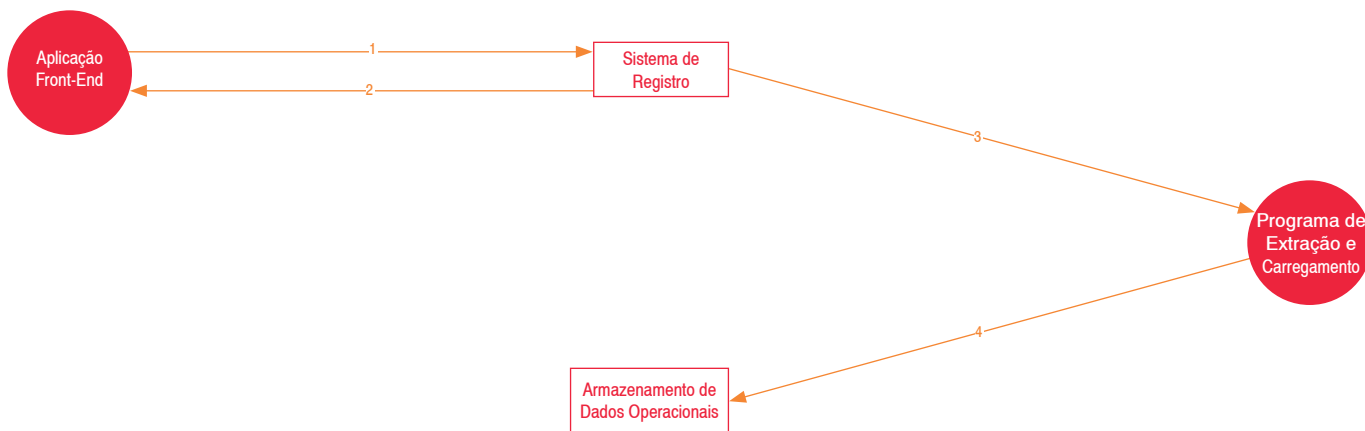 Aplicação
Front-End
1
Sistema de
Registro
2
3
Programa de
Extração e
Carregamento
4
Armazenamento de
Dados Operacionais